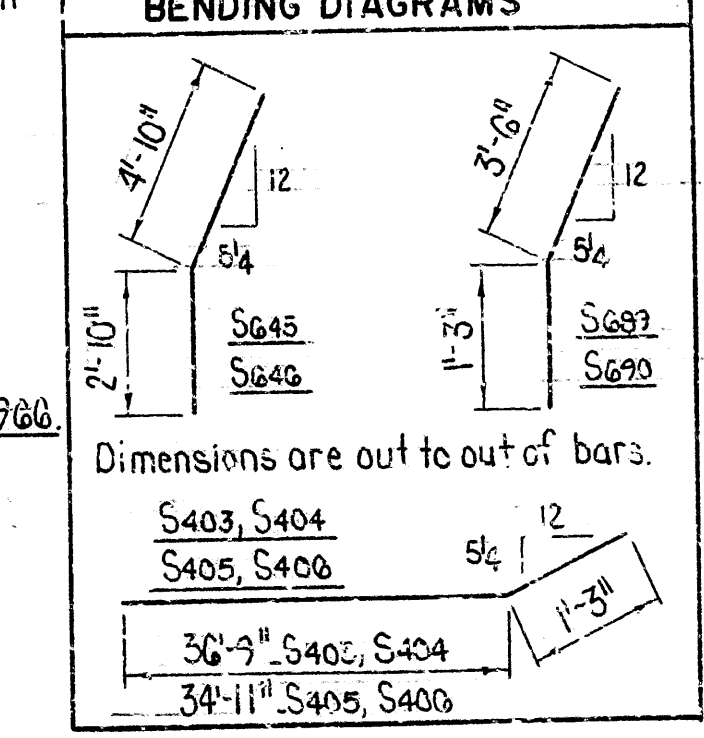 BENDING DIAGRAMS
4'-10"
12
5¼
2'-10"
S645
S646
3'-6"
12
5¼
1'-3"
S690
Dimensions are out to out of bars.
S403, S404
S405, S406
12
5¼
1'-3"
36'-9" S403, S404
34'-11" S405, S406